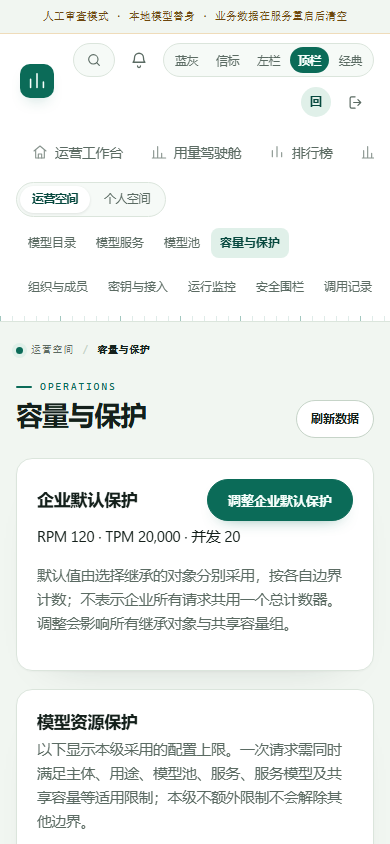 人工审查模式 · 本地模型替身 · 业务数据在服务重启后清空
蓝灰 信标 左栏 顶栏 经典
回
运营工作台 用量驾驶舱 排行榜
运营空间 个人空间
模型目录 模型服务 模型池 容量与保护
组织与成员 密钥与接入 运行监控 安全围栏 调用记录
运营空间 / 容量与保护
OPERATIONS
容量与保护
刷新数据
企业默认保护
调整企业默认保护
RPM 120 · TPM 20,000 · 并发 20
默认值由选择继承的对象分别采用，按各自边界
计数；不表示企业所有请求共用一个总计数器。
调整会影响所有继承对象与共享容量组。
模型资源保护
以下显示本级采用的配置上限。一次请求需同时
满足主体、用途、模型池、服务、服务模型及共
享容量等适用限制；本级不额外限制不会解除其
他边界。